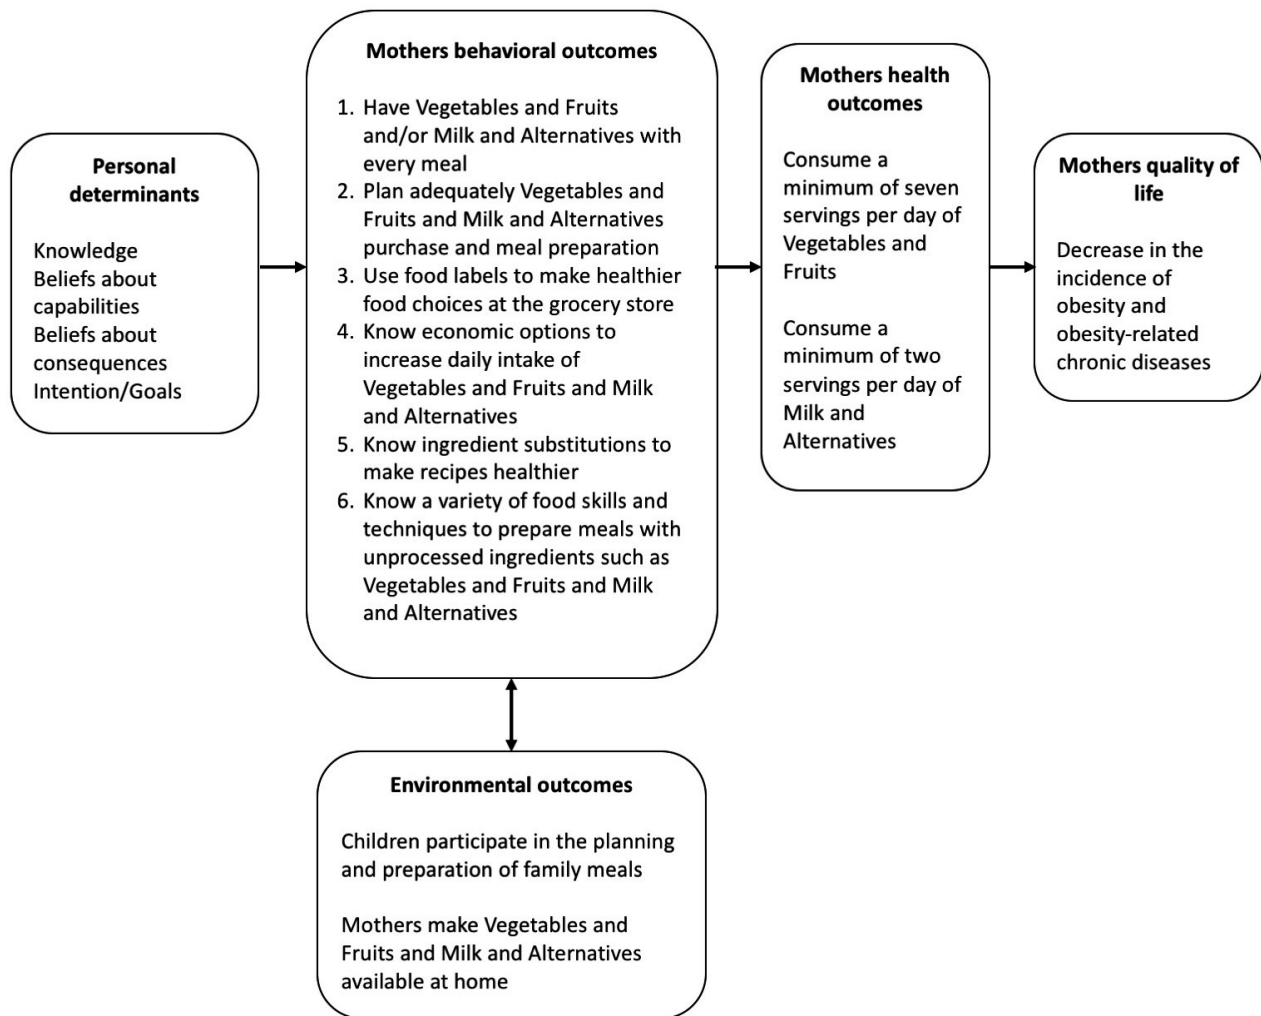 Personal
determinants
Knowledge
Beliefs about
capabilities
Beliefs about
consequences
Intention/Goals
Mothers behavioral outcomes
1. Have Vegetables and Fruits
and/or Milk and Alternatives with
every meal
2. Plan adequately Vegetables and
Fruits and Milk and Alternatives
purchase and meal preparation
3. Use food labels to make healthier
food choices at the grocery store
4. Know economic options to
increase daily intake of
Vegetables and Fruits and Milk
and Alternatives
5. Know ingredient substitutions to
make recipes healthier
6. Know a variety of food skills and
techniques to prepare meals with
unprocessed ingredients such as
Vegetables and Fruits and Milk
and Alternatives
Mothers health
outcomes
Consume a
minimum of seven
servings per day of
Vegetables and
Fruits
Consume a
minimum of two
servings per day of
Milk and
Alternatives
Mothers quality of
life
Decrease in the
incidence of
obesity and
obesity-related
chronic diseases
Environmental outcomes
Children participate in the planning
and preparation of family meals
Mothers make Vegetables and
Fruits and Milk and Alternatives
available at home